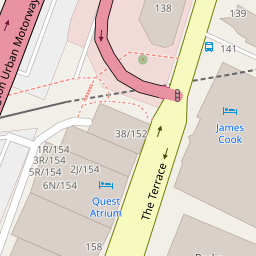 138
139
141
Urban Motorway
James
Cook
38/152
1R/154
3R/154
5R/154
2J/154
6N/154
Quest
Atrium
The Terrace
158